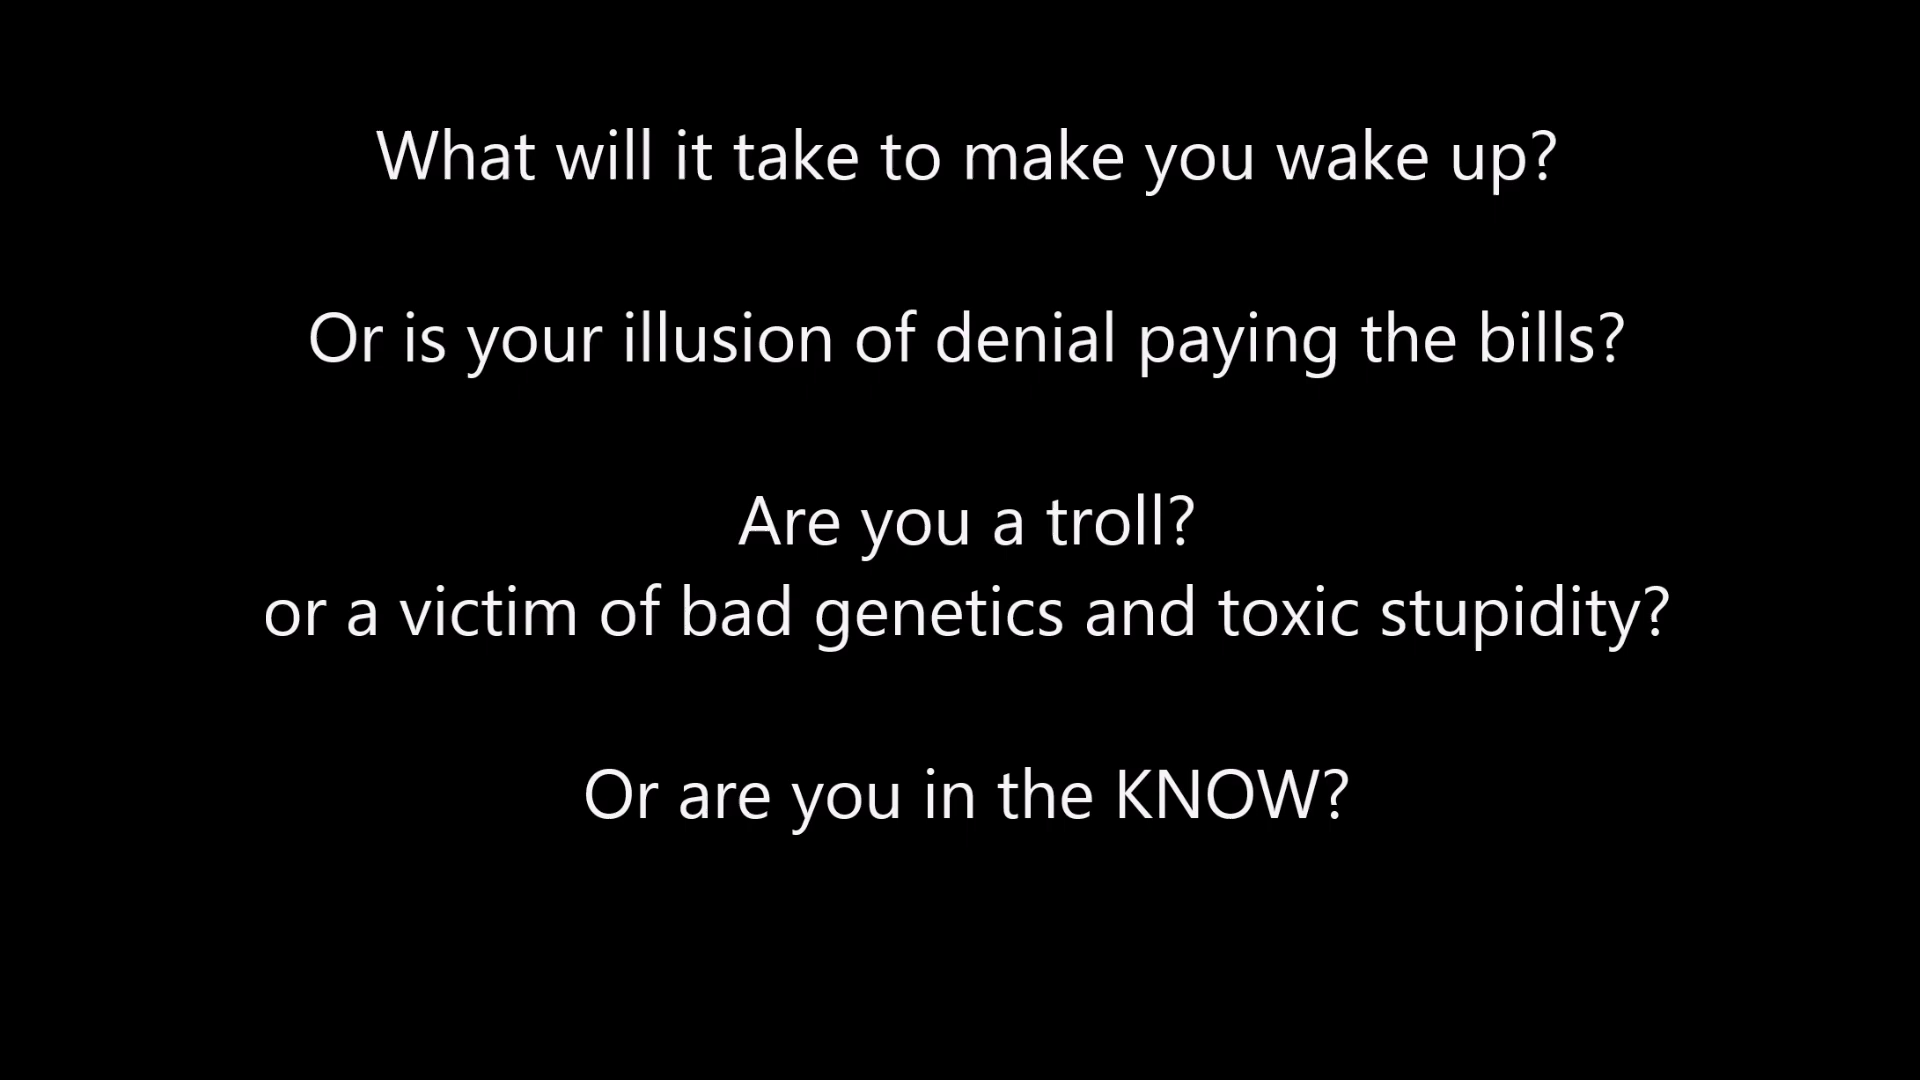 What will it take to make you wake up?
Or is your illusion of denial paying the bills?
Are you a troll?
or a victim of bad genetics and toxic stupidity?
Or are you in the KNOW?